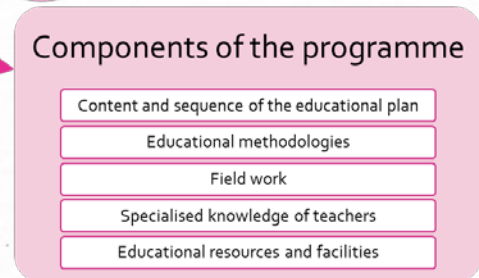 Components of the programme
Content and sequence of the educational plan
Educational methodologies
Field work
Specialised knowledge of teachers
Educational resources and facilities